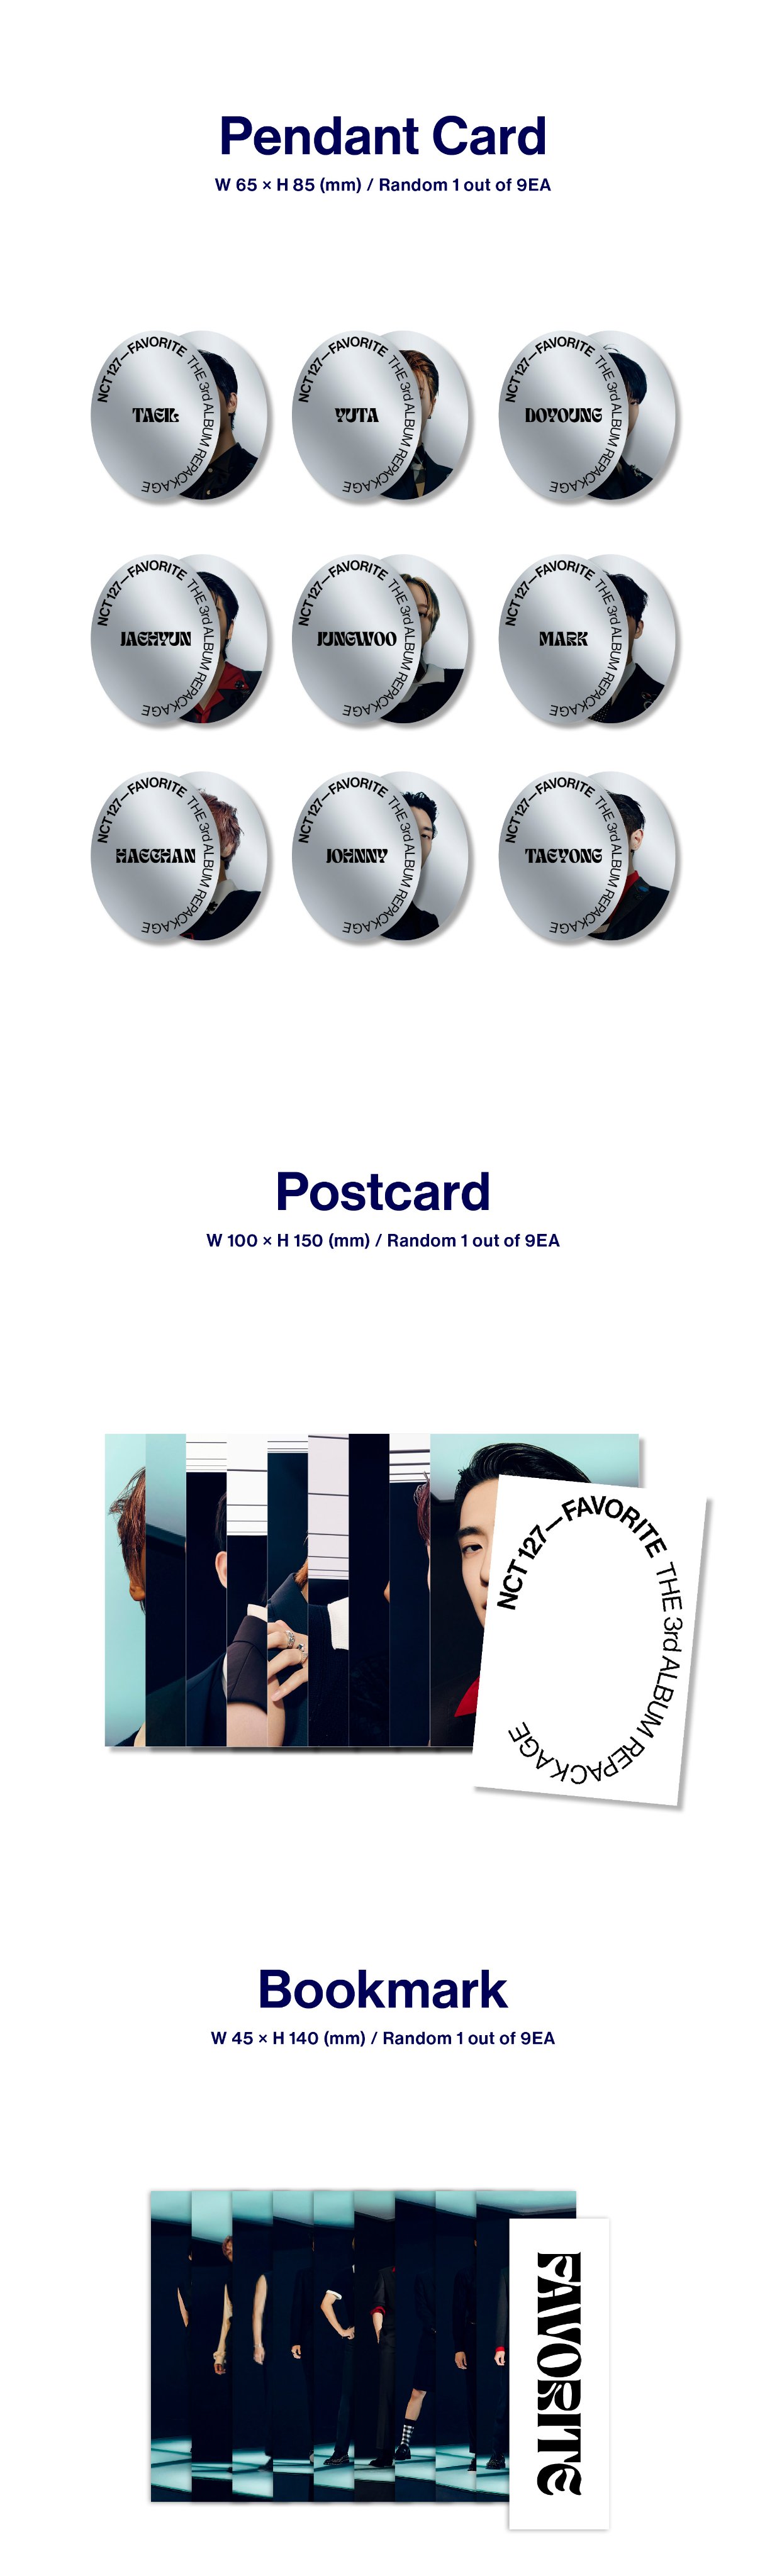 Pendant Card
W 65 × H 85 (mm) / Random 1 out of 9EA
NCT 127—FAVORITE THE 3rd ALBUM REPACKAGE
TAEIL
NCT 127—FAVORITE THE 3rd ALBUM REPACKAGE
YUTA
NCT 127—FAVORITE THE 3rd ALBUM REPACKAGE
DOYOUNG
NCT 127—FAVORITE THE 3rd ALBUM REPACKAGE
JAEHYUN
NCT 127—FAVORITE THE 3rd ALBUM REPACKAGE
JUNGWOO
NCT 127—FAVORITE THE 3rd ALBUM REPACKAGE
MARK
NCT 127—FAVORITE THE 3rd ALBUM REPACKAGE
HAECHAN
NCT 127—FAVORITE THE 3rd ALBUM REPACKAGE
JOHNNY
NCT 127—FAVORITE THE 3rd ALBUM REPACKAGE
TAEYONG
Postcard
W 100 × H 150 (mm) / Random 1 out of 9EA
NCT 127—FAVORITE THE 3rd ALBUM REPACKAGE
Bookmark
W 45 × H 140 (mm) / Random 1 out of 9EA
FAVORITE